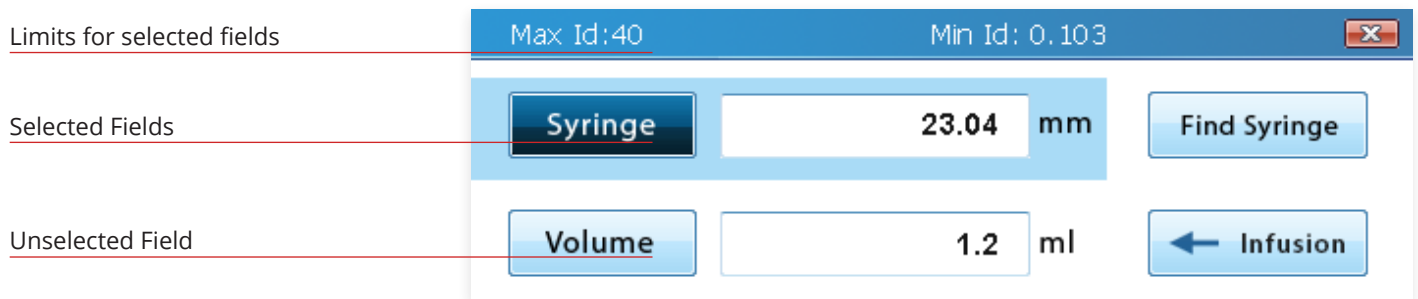 Limits for selected fields
Max Id:40 Min Id: 0.103
Selected Fields
Syringe 23.04 mm Find Syringe
Unselected Field
Volume 1.2 ml Infusion